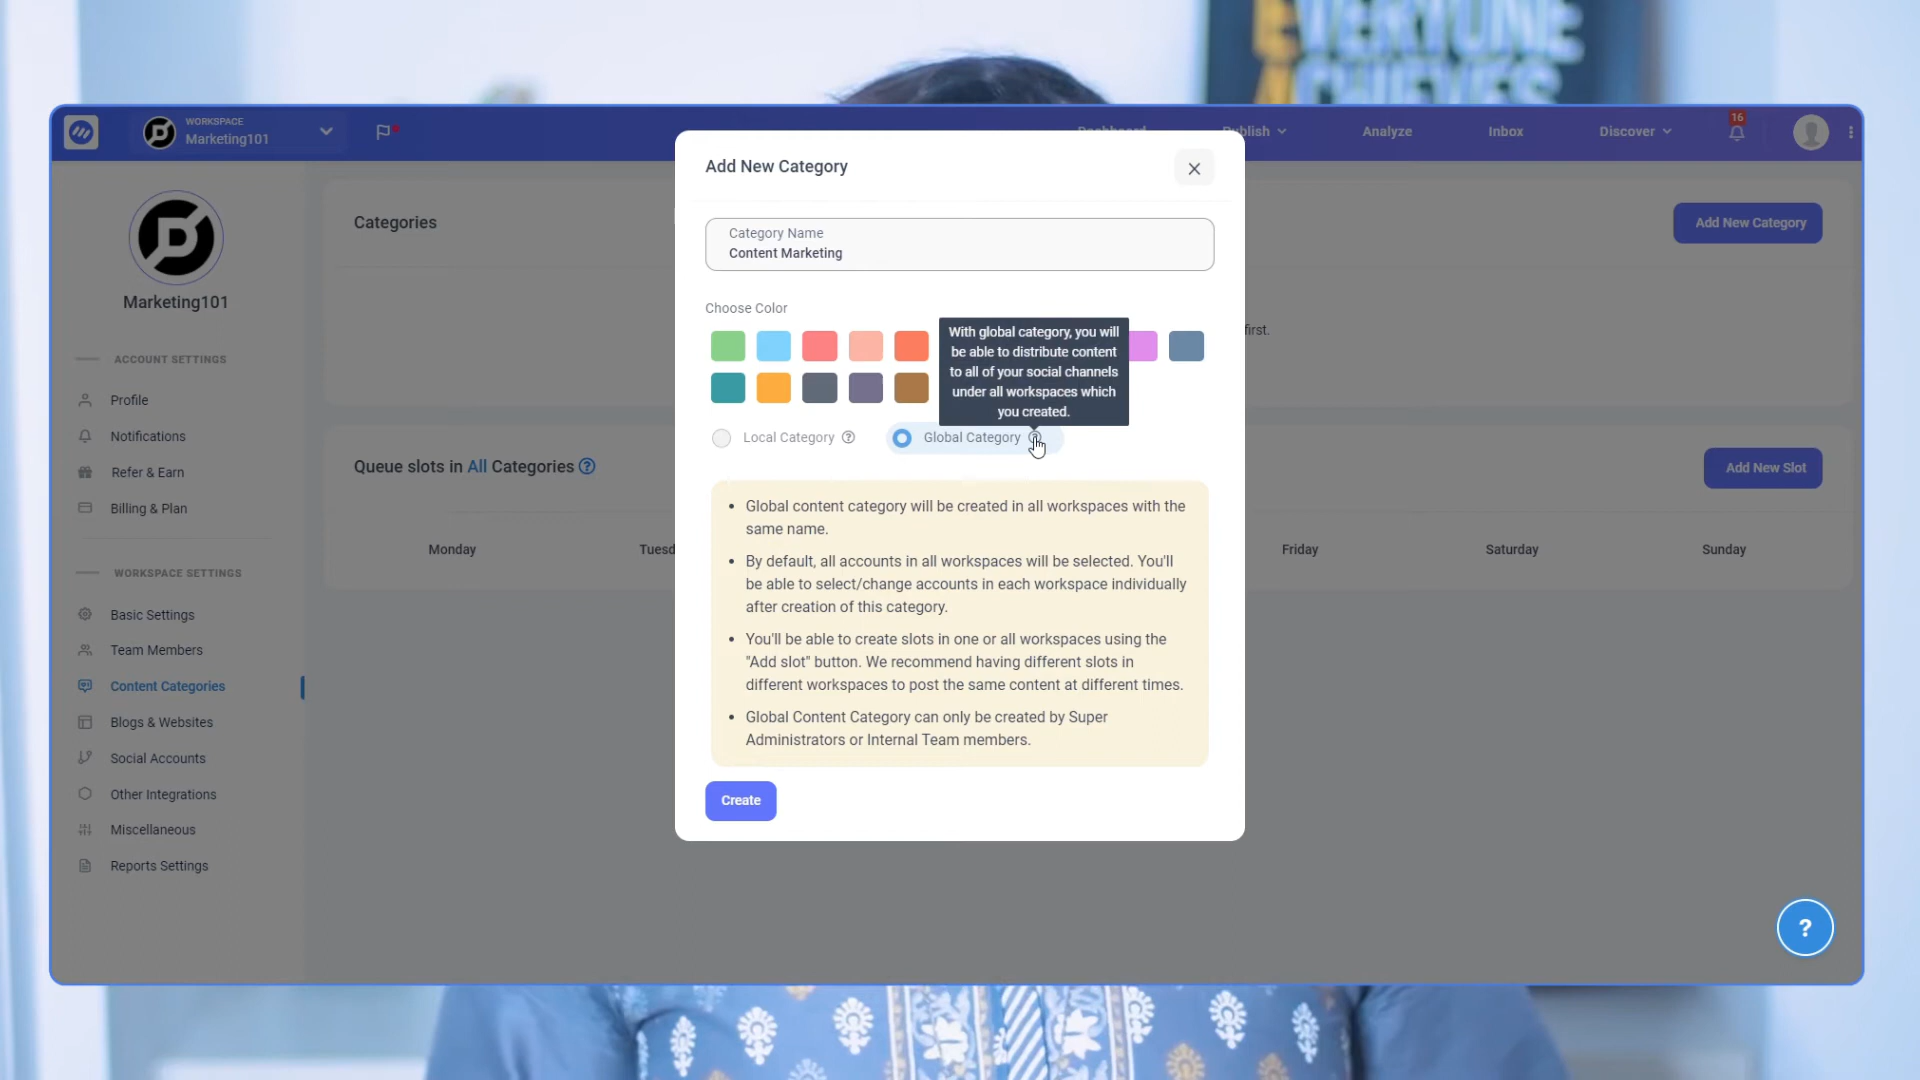 EVERYONE
ACHIEVES
WORKSPACE
Marketing101
Dashboard
Publish
Analyze
Inbox
Discover
16
Marketing101
ACCOUNT SETTINGS
Profile
Notifications
Refer & Earn
Billing & Plan
WORKSPACE SETTINGS
Basic Settings
Team Members
Content Categories
Blogs & Websites
Social Accounts
Other Integrations
Miscellaneous
Reports Settings
Categories
Add New Category
first.
Queue slots in All Categories ?
Add New Slot
Monday
Tuesd
Friday
Saturday
Sunday
Add New Category
Category Name
Content Marketing
Choose Color
With global category, you will
be able to distribute content
to all of your social channels
under all workspaces which
you created.
Local Category ?
Global Category
• Global content category will be created in all workspaces with the
same name.
• By default, all accounts in all workspaces will be selected. You'll
be able to select/change accounts in each workspace individually
after creation of this category.
• You'll be able to create slots in one or all workspaces using the
"Add slot" button. We recommend having different slots in
different workspaces to post the same content at different times.
• Global Content Category can only be created by Super
Administrators or Internal Team members.
Create
?